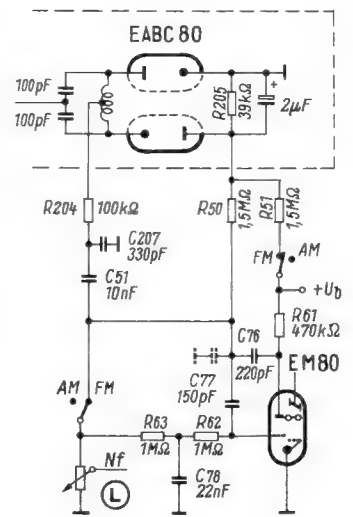 EABC 80
100pF
100pF
R205
39kΩ
+
2µF
R204
100kΩ
C207
330pF
C51
10nF
R50
1,5MΩ
R51
1,5MΩ
FM
AM
+Ub
R61
470kΩ
C76
220pF
EM80
C77
150pF
AM
FM
R63
1MΩ
R62
1MΩ
Nf
L
C78
22nF